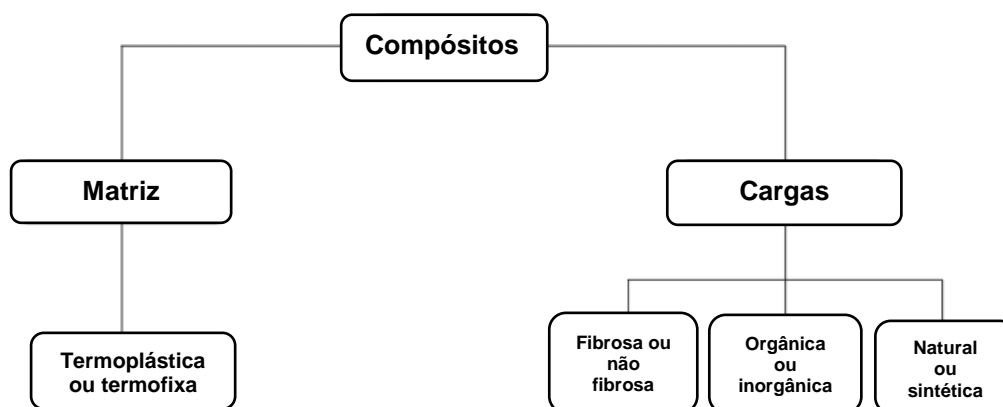 Compósitos
Matriz
Cargas
Termoplástica
ou termofixa
Fibrosa ou
não
fibrosa
Orgânica
ou
inorgânica
Natural
ou
sintética